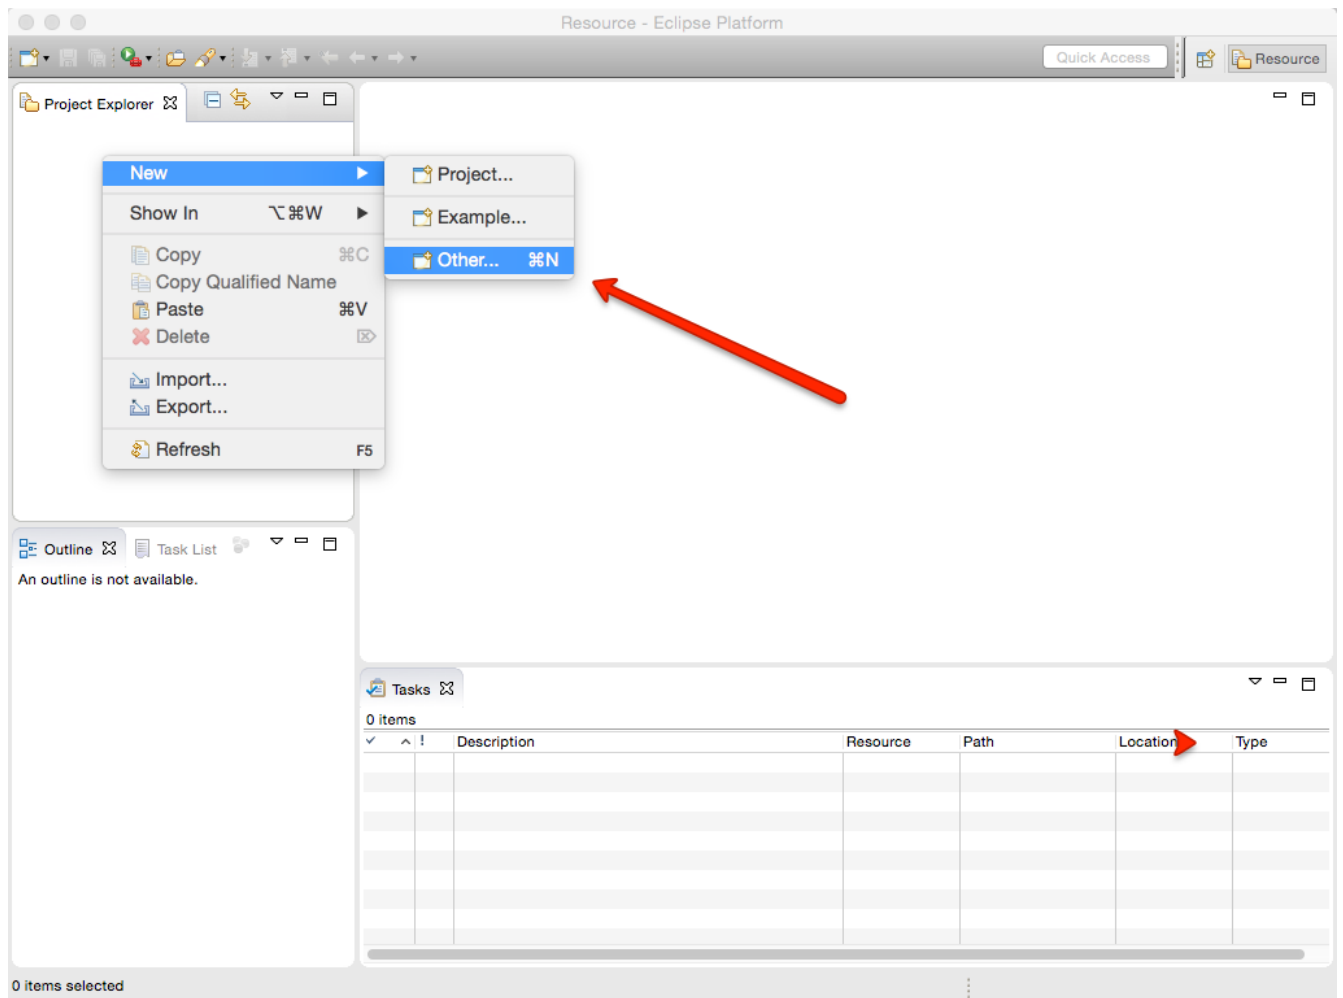 Resource - Eclipse Platform
Quick Access
Resource
Project Explorer
New
Project...
Show In ⌥⌘W
Example...
Copy ⌘C
Other... ⌘N
Copy Qualified Name
Paste ⌘V
Delete ⌦
Import...
Export...
Refresh F5
Outline
Task List
An outline is not available.
Tasks
0 items
! Description Resource Path Location Type
0 items selected